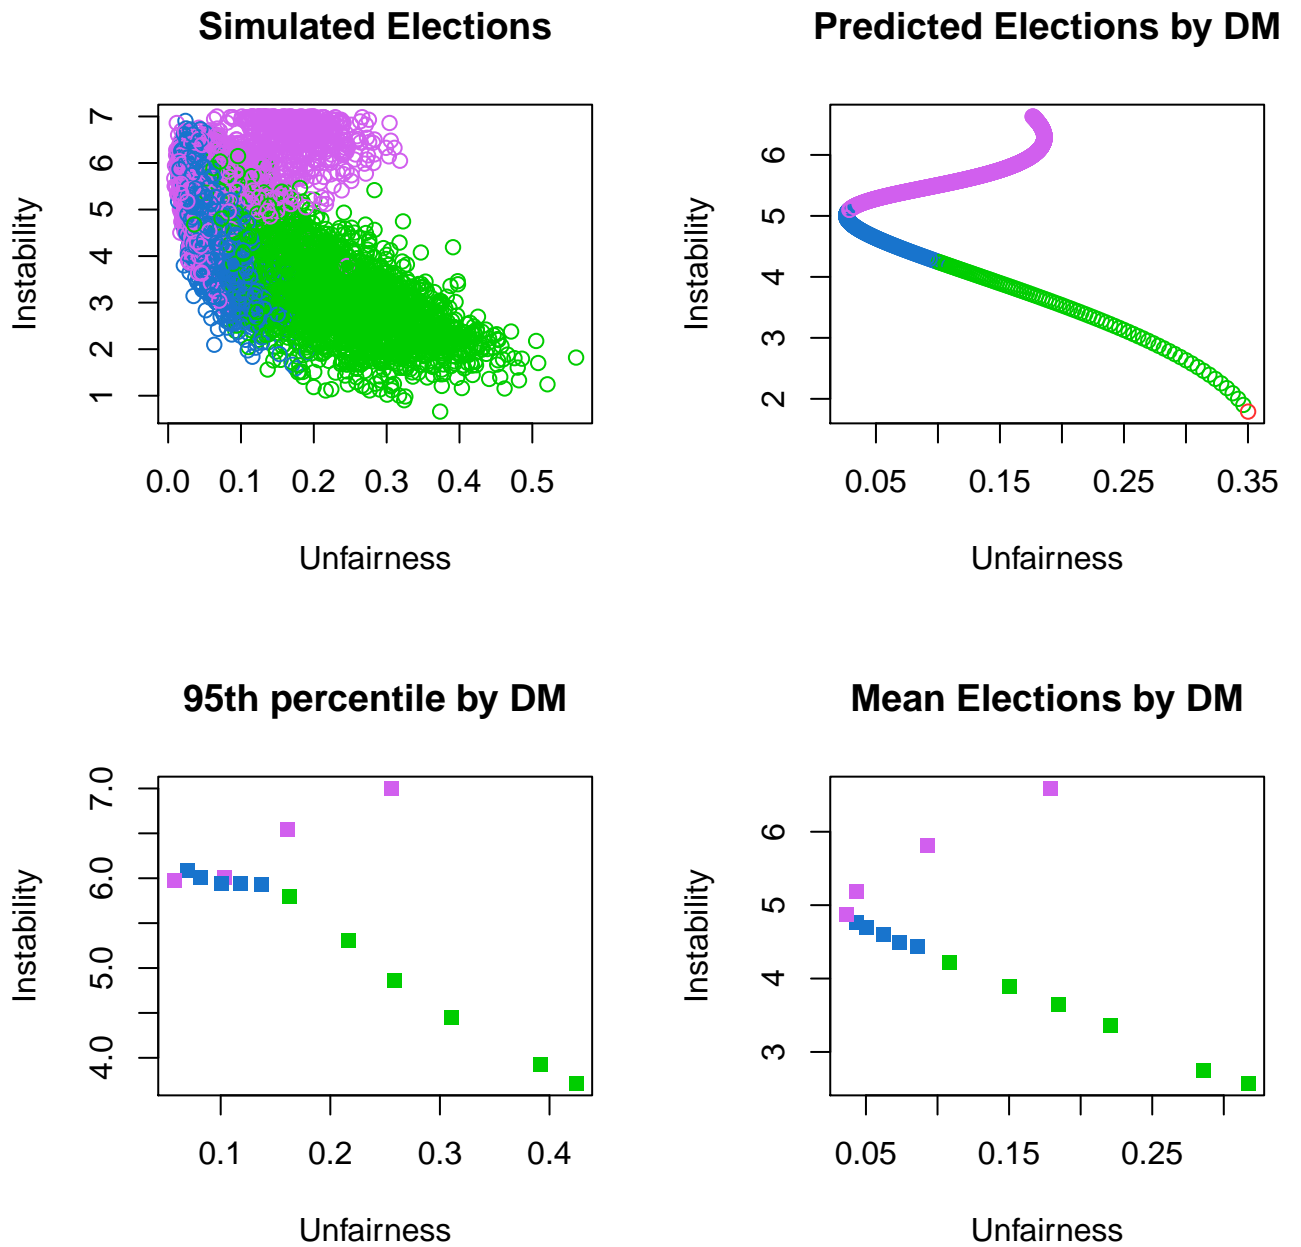 Simulated Elections
Instability
7
6
5
4
3
2
1
0.0 0.1 0.2 0.3 0.4 0.5
Unfairness
Predicted Elections by DM
Instability
6
5
4
3
2
0.05 0.15 0.25 0.35
Unfairness
95th percentile by DM
Instability
7.0
6.0
5.0
4.0
0.1 0.2 0.3 0.4
Unfairness
Mean Elections by DM
Instability
6
5
4
3
0.05 0.15 0.25
Unfairness